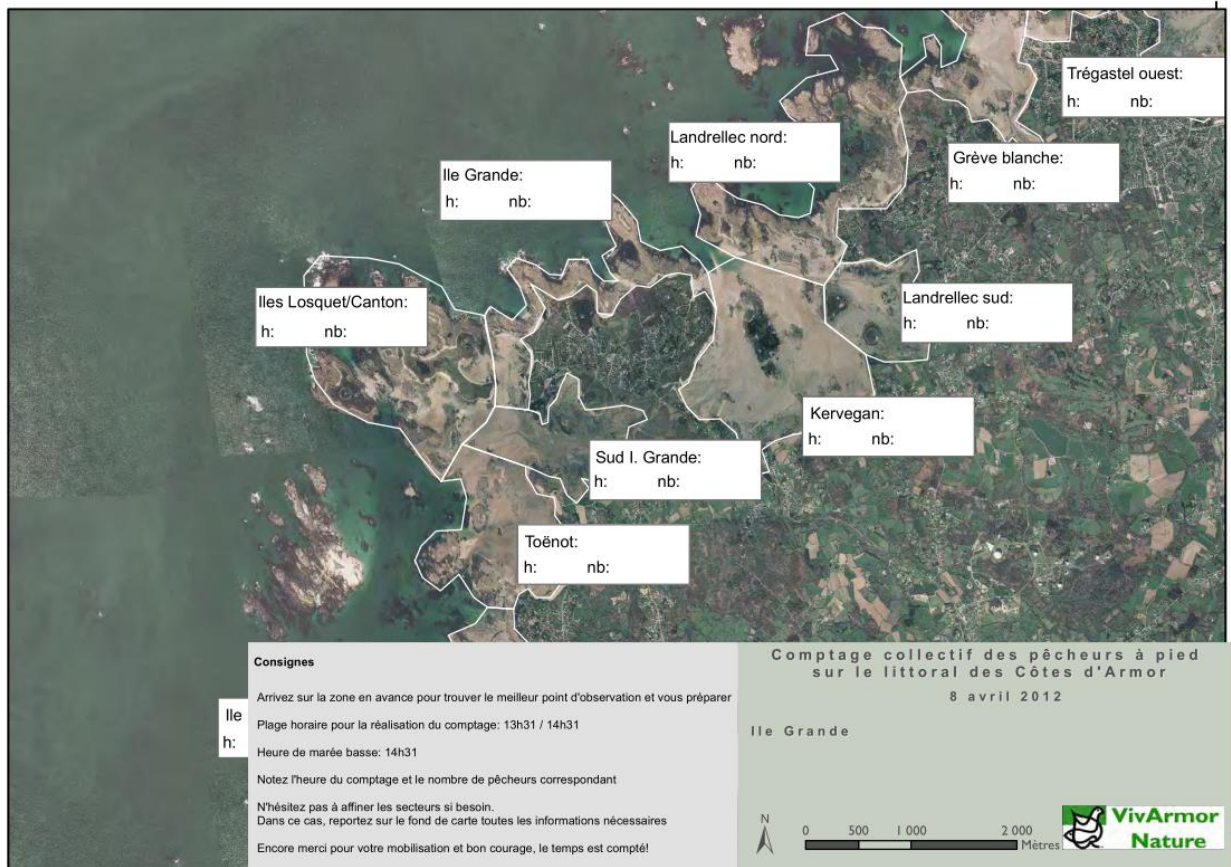 Trégastel ouest:
h: nb:
Landrellec nord:
h: nb:
Grève blanche:
h: nb:
Ile Grande:
h: nb:
Iles Losquet/Canton:
h: nb:
Landrellec sud:
h: nb:
Kervegan:
h: nb:
Sud I. Grande:
h: nb:
Toënot:
h: nb:
Ile
h:
Consignes
Arrivez sur la zone en avance pour trouver le meilleur point d'observation et vous préparer
Plage horaire pour la réalisation du comptage: 13h31 / 14h31
Heure de marée basse: 14h31
Notez l'heure du comptage et le nombre de pêcheurs correspondant
N'hésitez pas à affiner les secteurs si besoin.
Dans ce cas, reportez sur le fond de carte toutes les informations nécessaires
Encore merci pour votre mobilisation et bon courage, le temps est compté!
Comptage collectif des pêcheurs à pied
sur le littoral des Côtes d'Armor
8 avril 2012
Ile Grande
N
0 500 1 000 2 000
Mètres
VivArmor
Nature